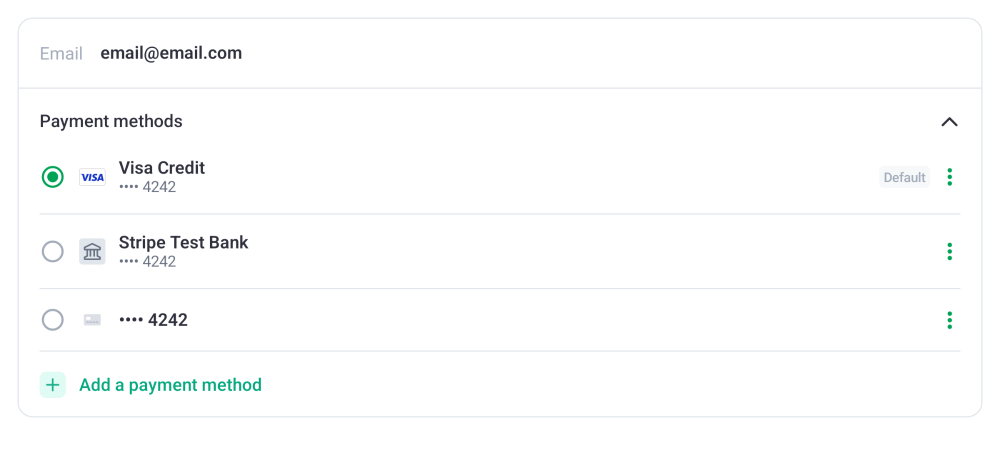 Email email@email.com
Payment methods
VISA Visa Credit
•••• 4242
Default
Stripe Test Bank
•••• 4242
•••• 4242
Add a payment method